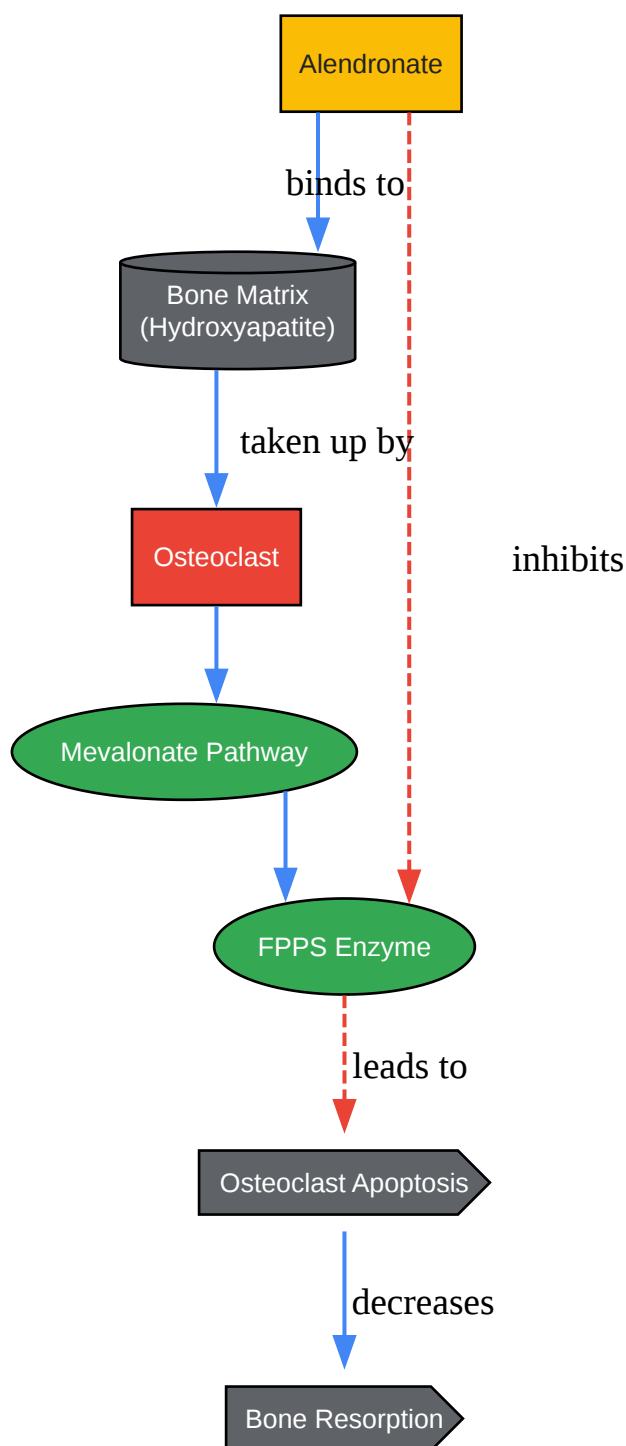 Alendronate
binds to
Bone Matrix
(Hydroxyapatite)
taken up by
Osteoclast
inhibits
Mevalonate Pathway
FPPS Enzyme
leads to
Osteoclast Apoptosis
decreases
Bone Resorption